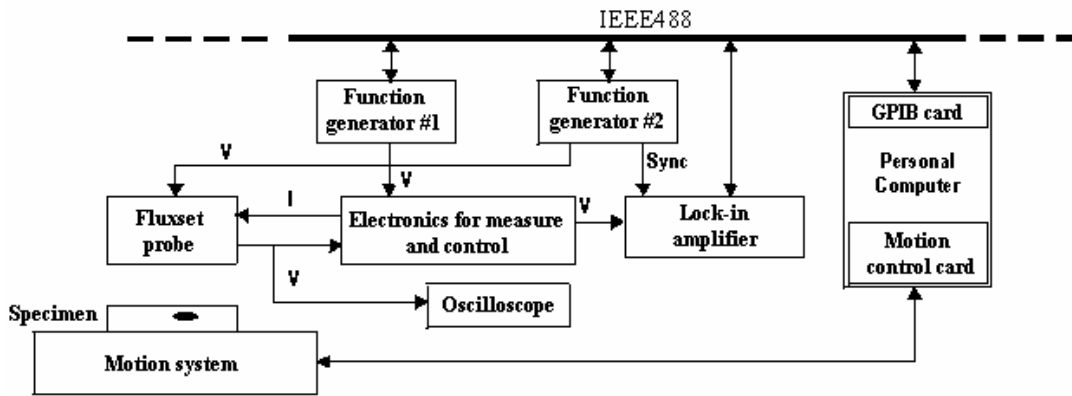 IEEE488
Function
generator #1
Function
generator #2
GPIB card
Personal
Computer
Motion
control card
V
V
Sync
I
V
Fluxset
probe
Electronics for measure
and control
Lock-in
amplifier
V
Oscilloscope
Specimen
Motion system